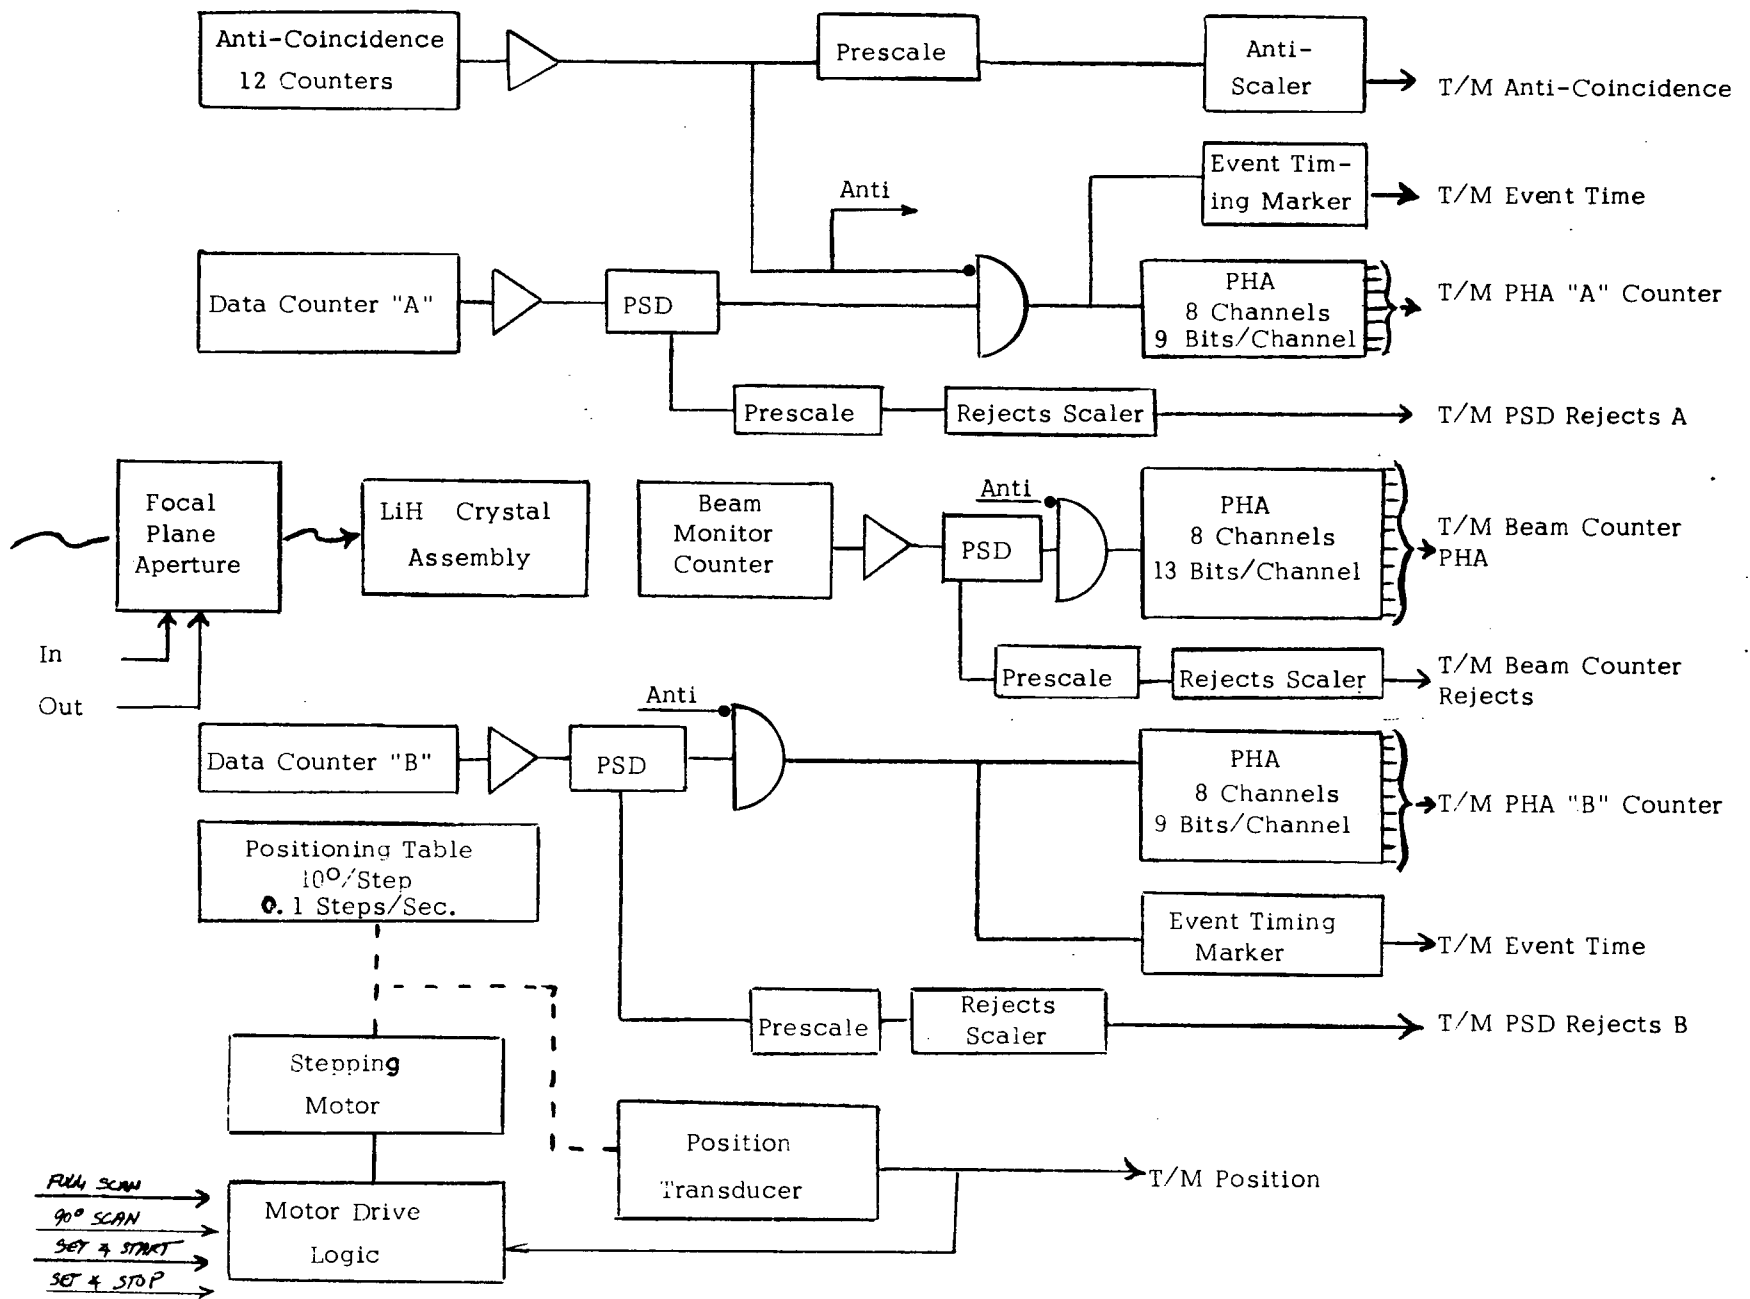 Anti-Coincidence
12 Counters
Prescale
Anti-
Scaler
T/M Anti-Coincidence
Event Tim-
ing Marker
T/M Event Time
Anti
Data Counter "A"
PSD
PHA
8 Channels
9 Bits/Channel
T/M PHA "A" Counter
Prescale
Rejects Scaler
T/M PSD Rejects A
Focal
Plane
Aperture
LiH Crystal
Assembly
Beam
Monitor
Counter
Anti
PSD
PHA
8 Channels
13 Bits/Channel
T/M Beam Counter
PHA
In
Out
Prescale
Rejects Scaler
T/M Beam Counter
Rejects
Anti
Data Counter "B"
PSD
PHA
8 Channels
9 Bits/Channel
T/M PHA "B" Counter
Positioning Table
10°/Step
0.1 Steps/Sec.
Event Timing
Marker
T/M Event Time
Prescale
Rejects
Scaler
T/M PSD Rejects B
Stepping
Motor
Position
Transducer
T/M Position
FULL SCAN
90° SCAN
SET & START
SET & STOP
Motor Drive
Logic